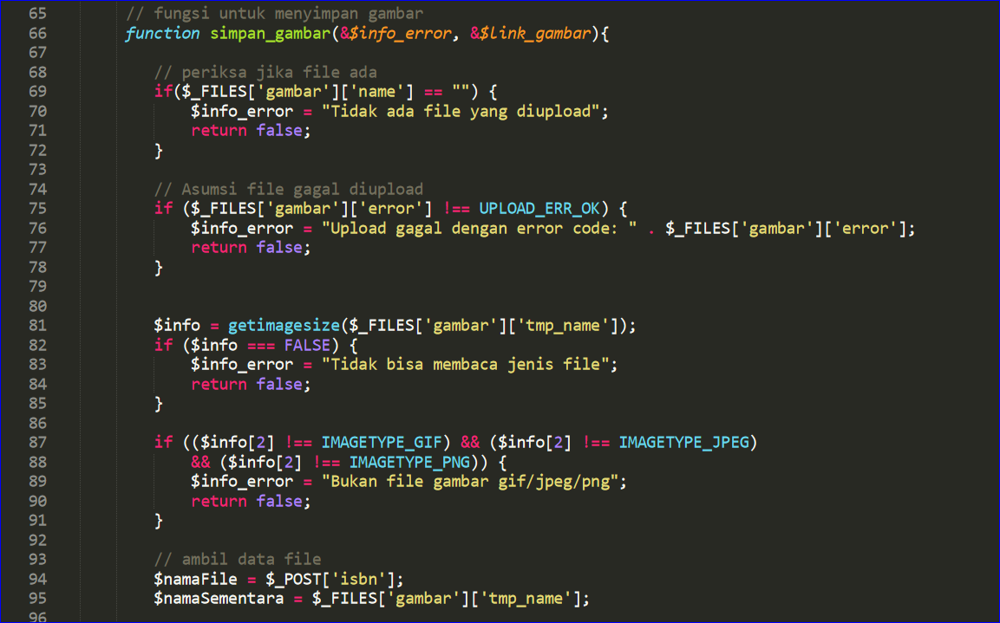 65 // fungsi untuk menyimpan gambar
66 function simpan_gambar(&$info_error, &$link_gambar){
67
68 // periksa jika file ada
69 if($_FILES['gambar']['name'] == "") {
70 $info_error = "Tidak ada file yang diupload";
71 return false;
72 }
73
74 // Asumsi file gagal diupload
75 if ($_FILES['gambar']['error'] !== UPLOAD_ERR_OK) {
76 $info_error = "Upload gagal dengan error code: " . $_FILES['gambar']['error'];
77 return false;
78 }
79
80
81 $info = getimagesize($_FILES['gambar']['tmp_name']);
82 if ($info === FALSE) {
83 $info_error = "Tidak bisa membaca jenis file";
84 return false;
85 }
86
87 if (($info[2] !== IMAGETYPE_GIF) && ($info[2] !== IMAGETYPE_JPEG)
88 && ($info[2] !== IMAGETYPE_PNG)) {
89 $info_error = "Bukan file gambar gif/jpeg/png";
90 return false;
91 }
92
93 // ambil data file
94 $namaFile = $_POST['isbn'];
95 $namaSementara = $_FILES['gambar']['tmp_name'];
96